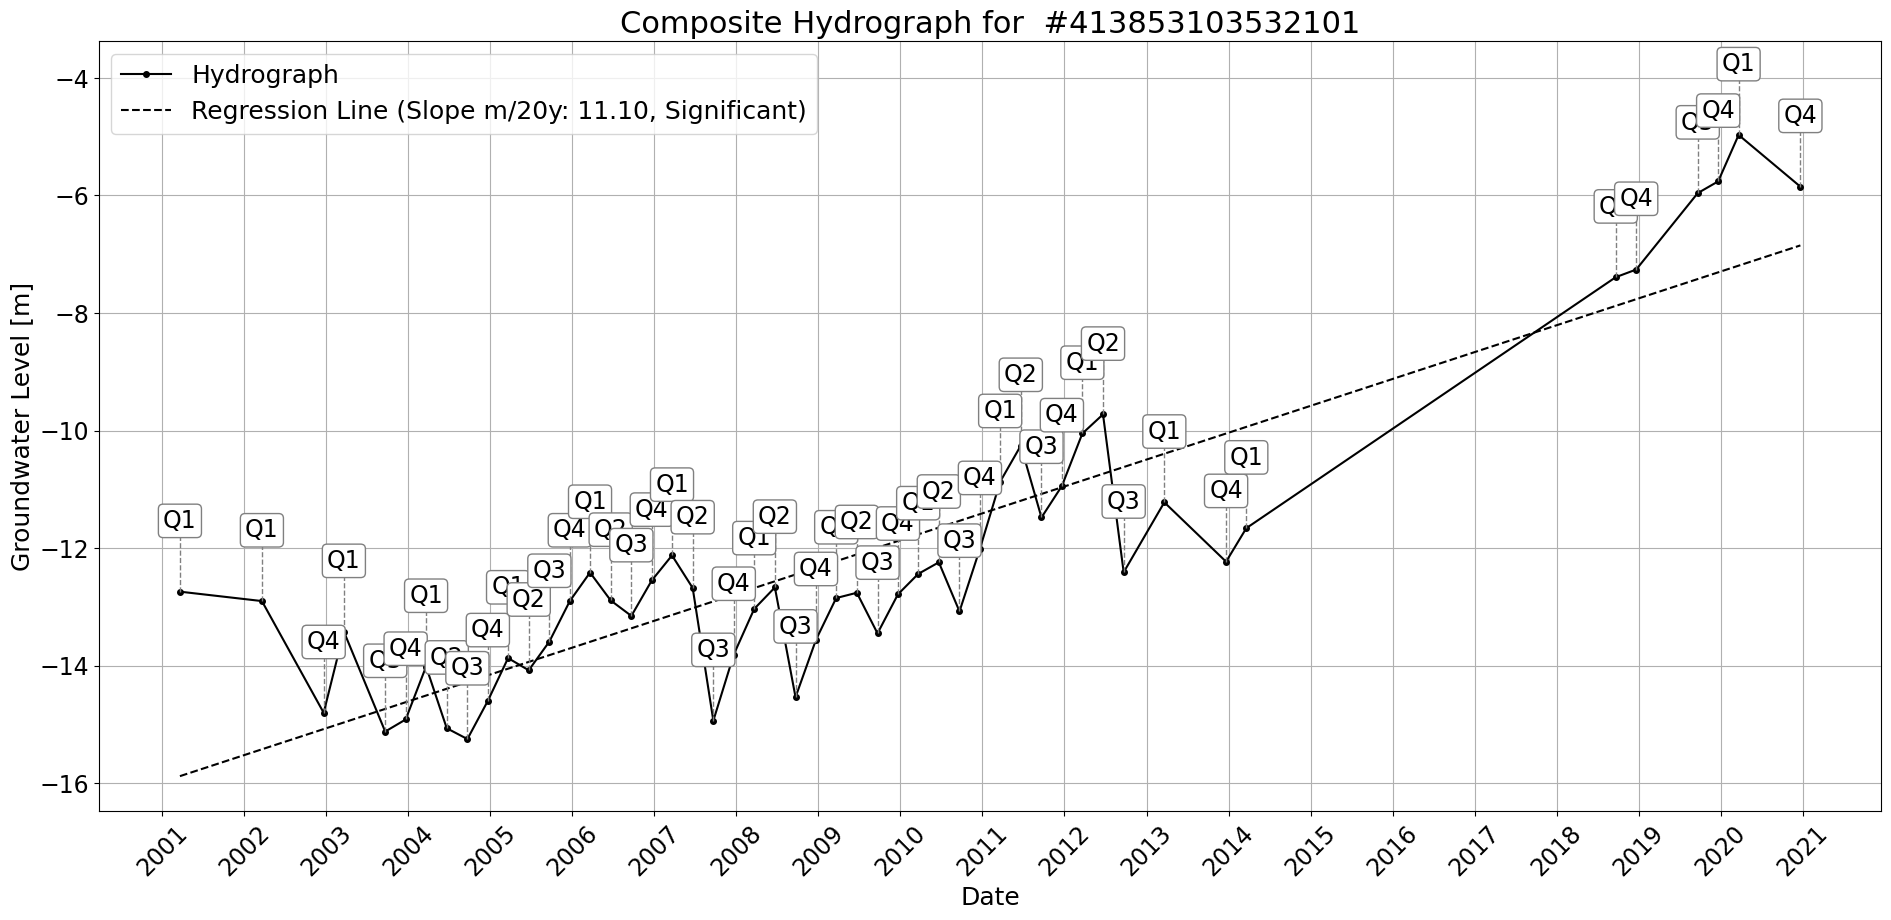 Composite Hydrograph for  #413853103532101
Hydrograph
Regression Line (Slope m/20y: 11.10, Significant)
Groundwater Level [m]
−4
−6
−8
−10
−12
−14
−16
Q1
Q1
Q4
Q1
Q4
Q1
Q3
Q4
Q1
Q2
Q3
Q4
Q1
Q3
Q4
Q1
Q2
Q3
Q4
Q1
Q2
Q3
Q4
Q2
Q3
Q4
Q2
Q3
Q4
Q1
Q2
Q3
Q4
Q1
Q2
Q3
Q1
Q4
Q1
Q4
Q4
Q1
Q4
2001
2002
2003
2004
2005
2006
2007
2008
2009
2010
2011
2012
2013
2014
2015
2016
2017
2018
2019
2020
2021
Date